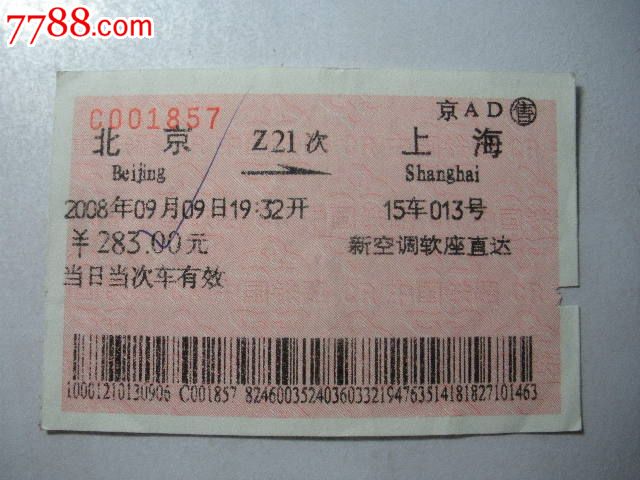 7788.com
C001857
京AD 售
北京 Z21次 上海
Beijing Shanghai
2008年09月09日19:32开 15车013号
￥283.00元 新空调软座直达
当日当次车有效
10001210130906 C001857 82460035240360332194763514181827101463